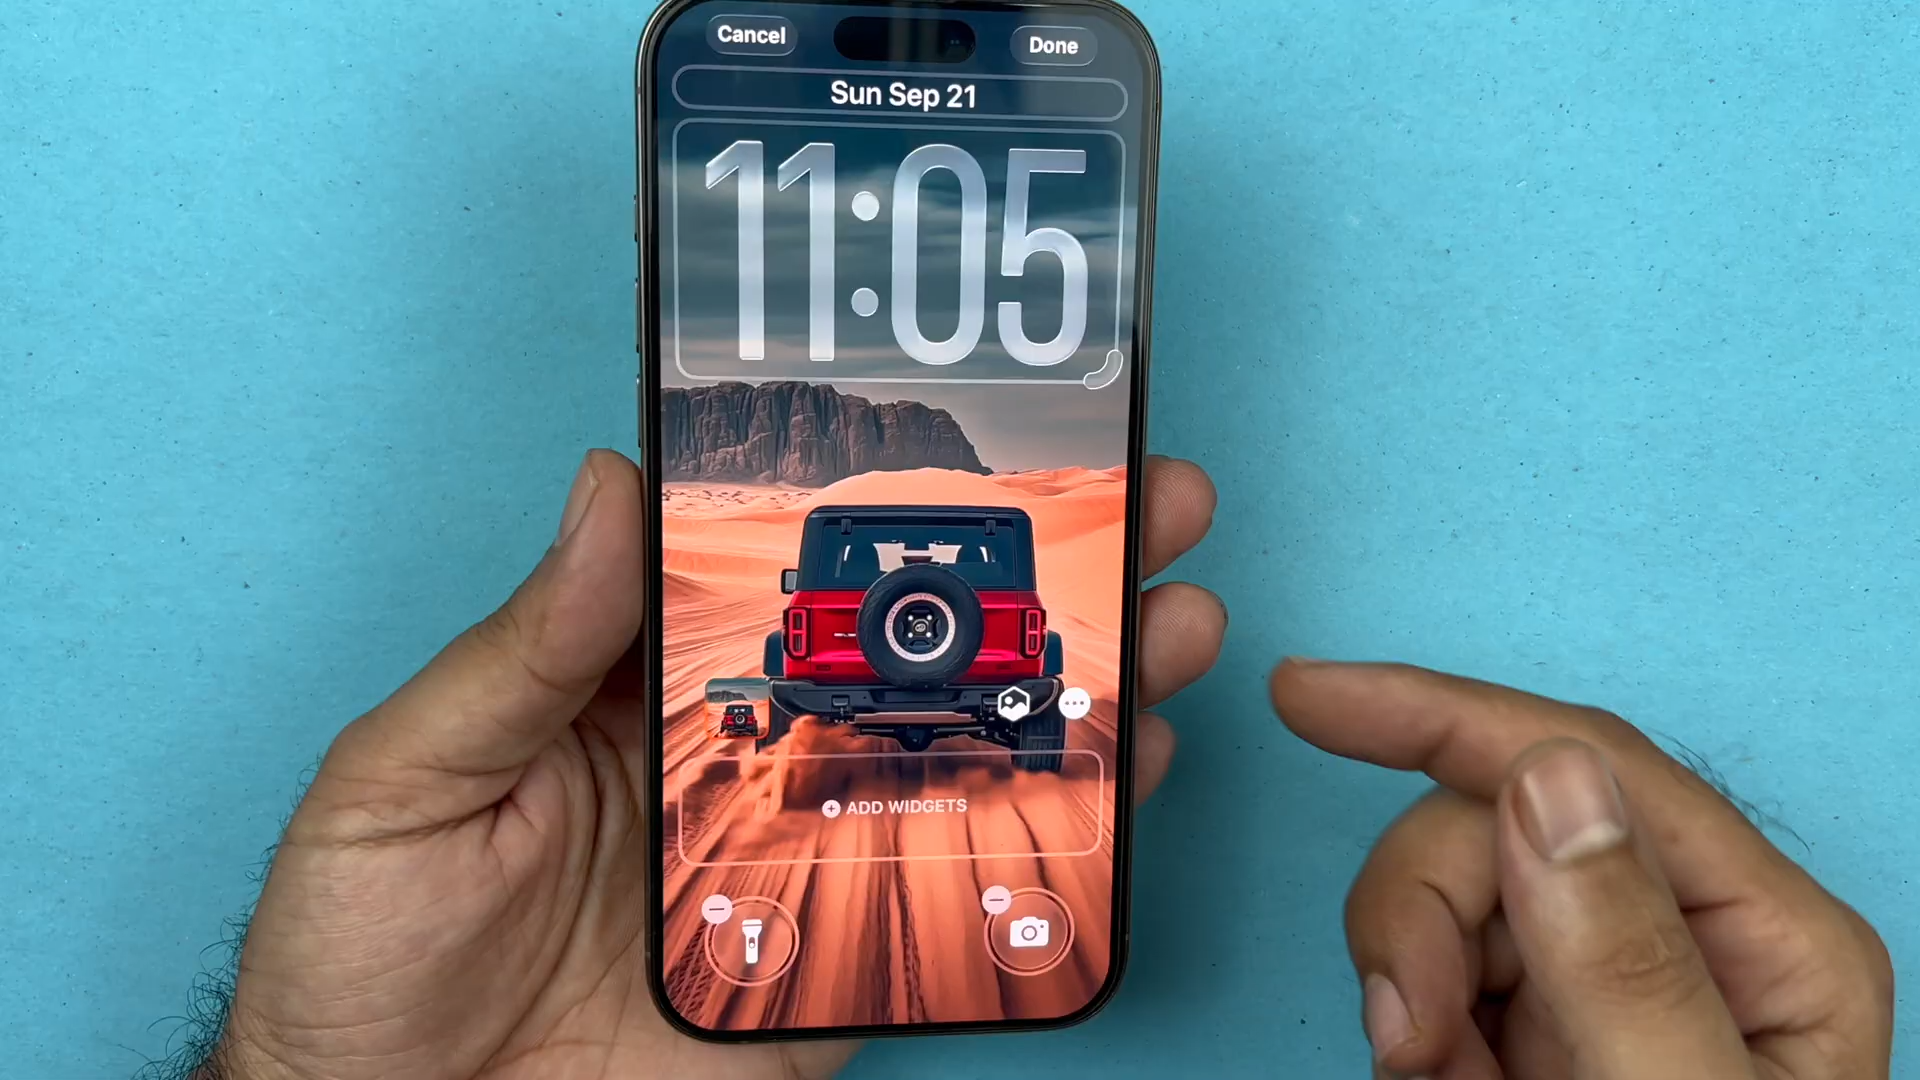 Cancel
Done
Sun Sep 21
11:05
ADD WIDGETS